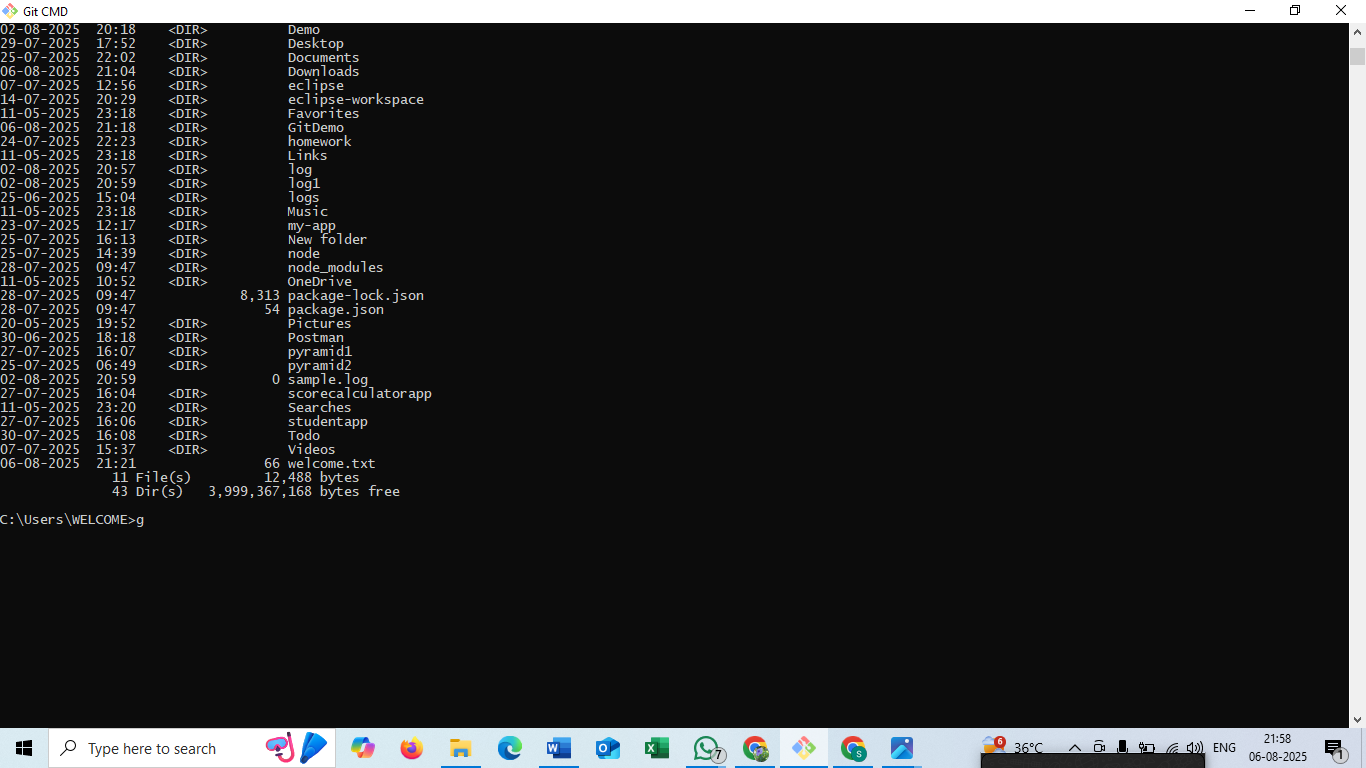 Git CMD
02-08-2025  20:18    <DIR>          Demo
29-07-2025  17:52    <DIR>          Desktop
25-07-2025  22:02    <DIR>          Documents
06-08-2025  21:04    <DIR>          Downloads
07-07-2025  12:56    <DIR>          eclipse
14-07-2025  20:29    <DIR>          eclipse-workspace
11-05-2025  23:18    <DIR>          Favorites
06-08-2025  21:18    <DIR>          GitDemo
24-07-2025  22:23    <DIR>          homework
11-05-2025  23:18    <DIR>          Links
02-08-2025  20:57    <DIR>          log
02-08-2025  20:59    <DIR>          log1
25-06-2025  15:04    <DIR>          logs
11-05-2025  23:18    <DIR>          Music
23-07-2025  12:17    <DIR>          my-app
25-07-2025  16:13    <DIR>          New folder
25-07-2025  14:39    <DIR>          node
28-07-2025  09:47    <DIR>          node_modules
11-05-2025  10:52    <DIR>          OneDrive
28-07-2025  09:47             8,313 package-lock.json
28-07-2025  09:47                54 package.json
20-05-2025  19:52    <DIR>          Pictures
30-06-2025  18:18    <DIR>          Postman
27-07-2025  16:07    <DIR>          pyramid1
25-07-2025  06:49    <DIR>          pyramid2
02-08-2025  20:59                 0 sample.log
27-07-2025  16:04    <DIR>          scorecalculatorapp
11-05-2025  23:20    <DIR>          Searches
27-07-2025  16:06    <DIR>          studentapp
30-07-2025  16:08    <DIR>          Todo
07-07-2025  15:37    <DIR>          Videos
06-08-2025  21:21                66 welcome.txt
11 File(s)         12,488 bytes
43 Dir(s)   3,999,367,168 bytes free
C:\Users\WELCOME>g
Type here to search
7
S
6
36°C
ENG
21:58
06-08-2025
1